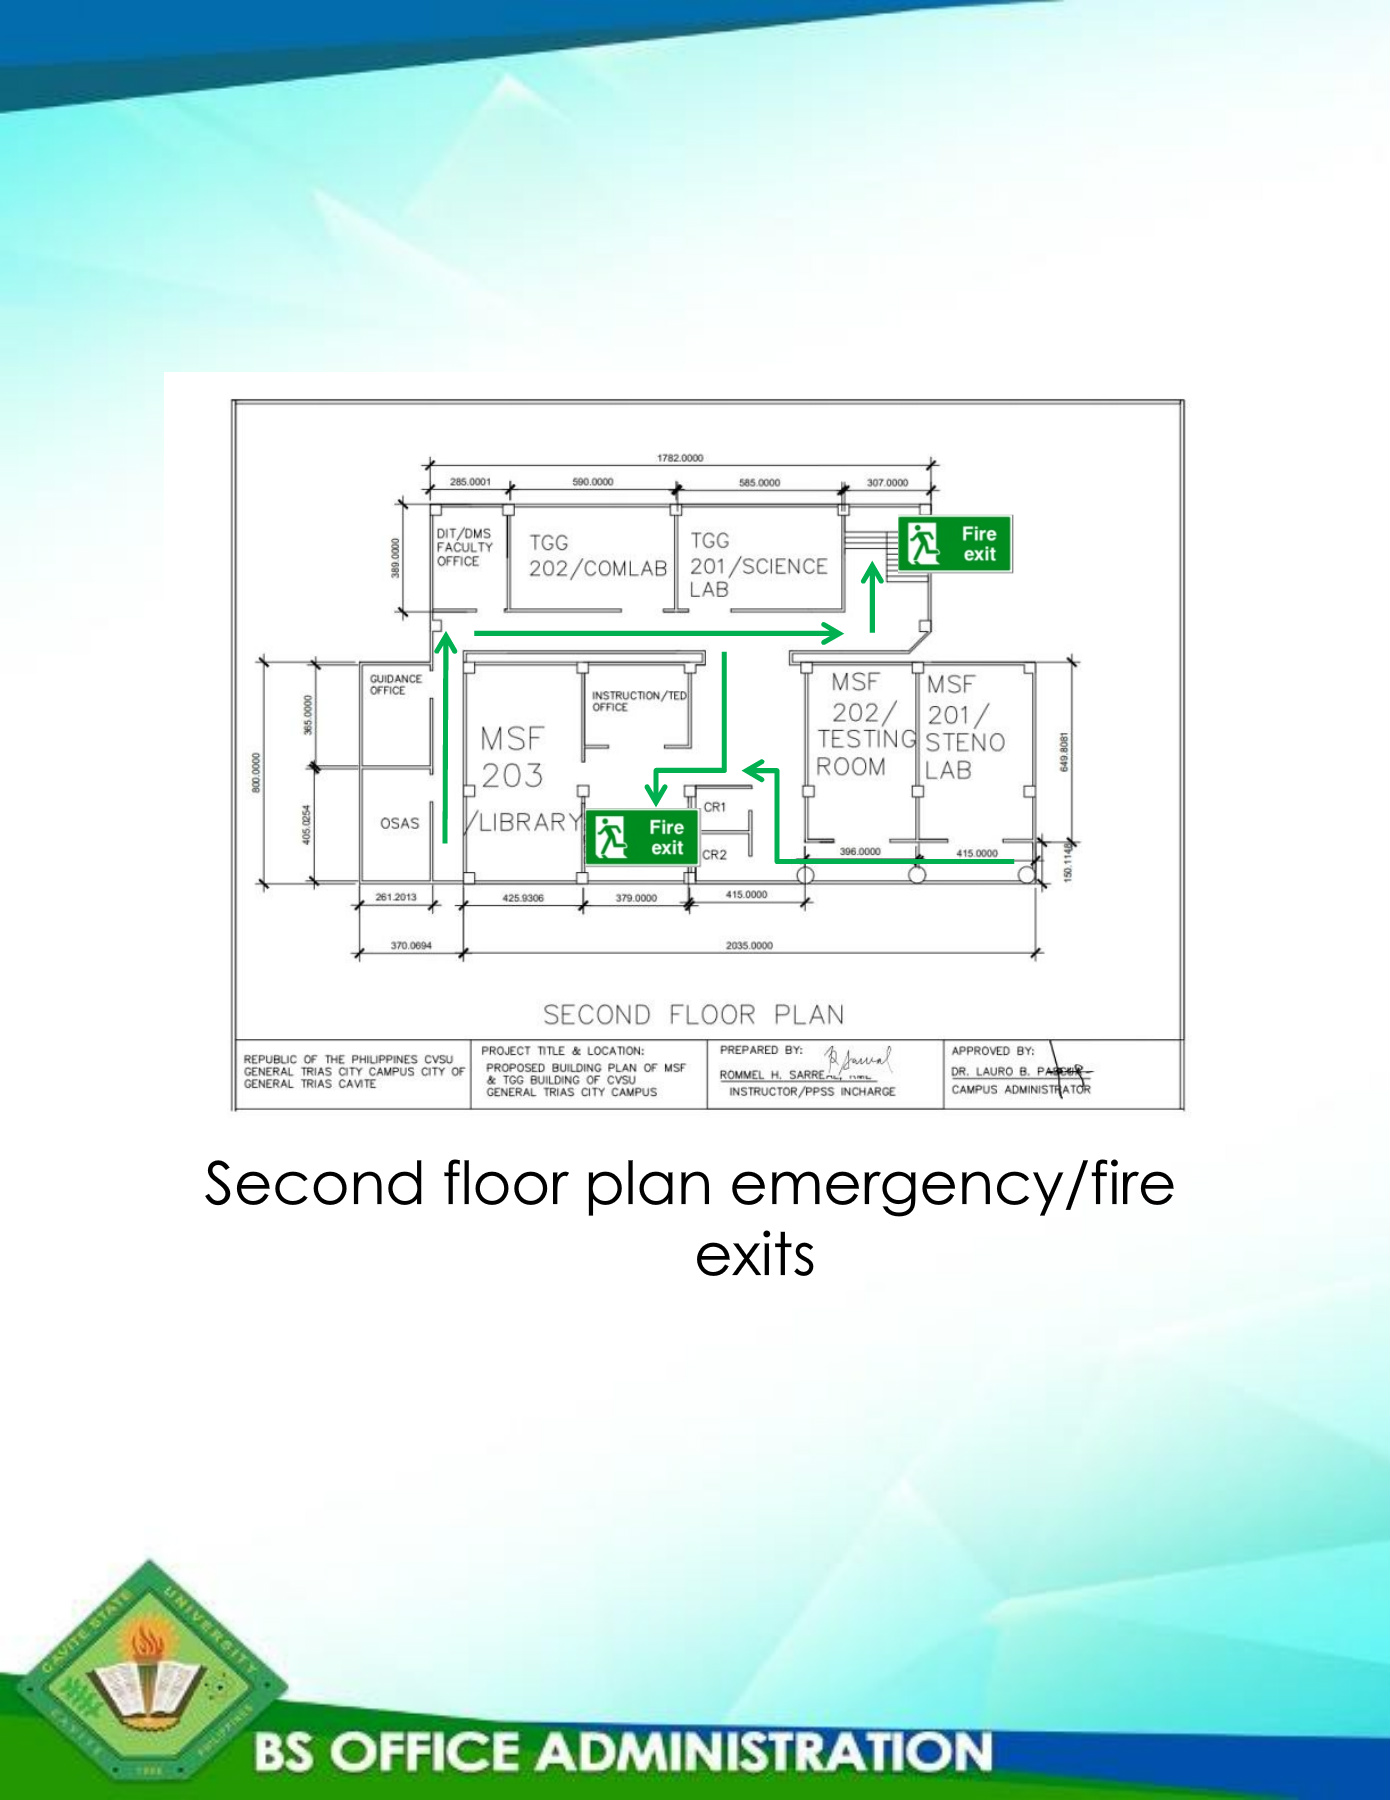 1782.0000
285.0001
590.0000
585.0000
307.0000
389.0000
DIT/DMS
FACULTY
OFFICE
TGG
202/COMLAB
TGG
201/SCIENCE
LAB
Fire
exit
GUIDANCE
OFFICE
365.0000
800.0000
405.0254
OSAS
MSF
203
/LIBRARY
INSTRUCTION/TED
OFFICE
Fire
exit
CR1
CR2
MSF
202/
TESTING
ROOM
MSF
201/
STENO
LAB
649.8081
150.1148
396.0000
415.0000
261.2013
425.9306
379.0000
415.0000
370.0694
2035.0000
SECOND FLOOR PLAN
REPUBLIC OF THE PHILIPPINES CVSU
GENERAL TRIAS CITY CAMPUS CITY OF
GENERAL TRIAS CAVITE
PROJECT TITLE & LOCATION:
PROPOSED BUILDING PLAN OF MSF
& TGG BUILDING OF CVSU
GENERAL TRIAS CITY CAMPUS
PREPARED BY:
ROMMEL H. SARREAL,
INSTRUCTOR/PPSS INCHARGE
APPROVED BY:
DR. LAURO B.
CAMPUS ADMINISTRATOR
Second floor plan emergency/fire
exits
CAVITE STATE UNIVERSITY
CAVITE
PHILIPPINES
BS OFFICE ADMINISTRATION